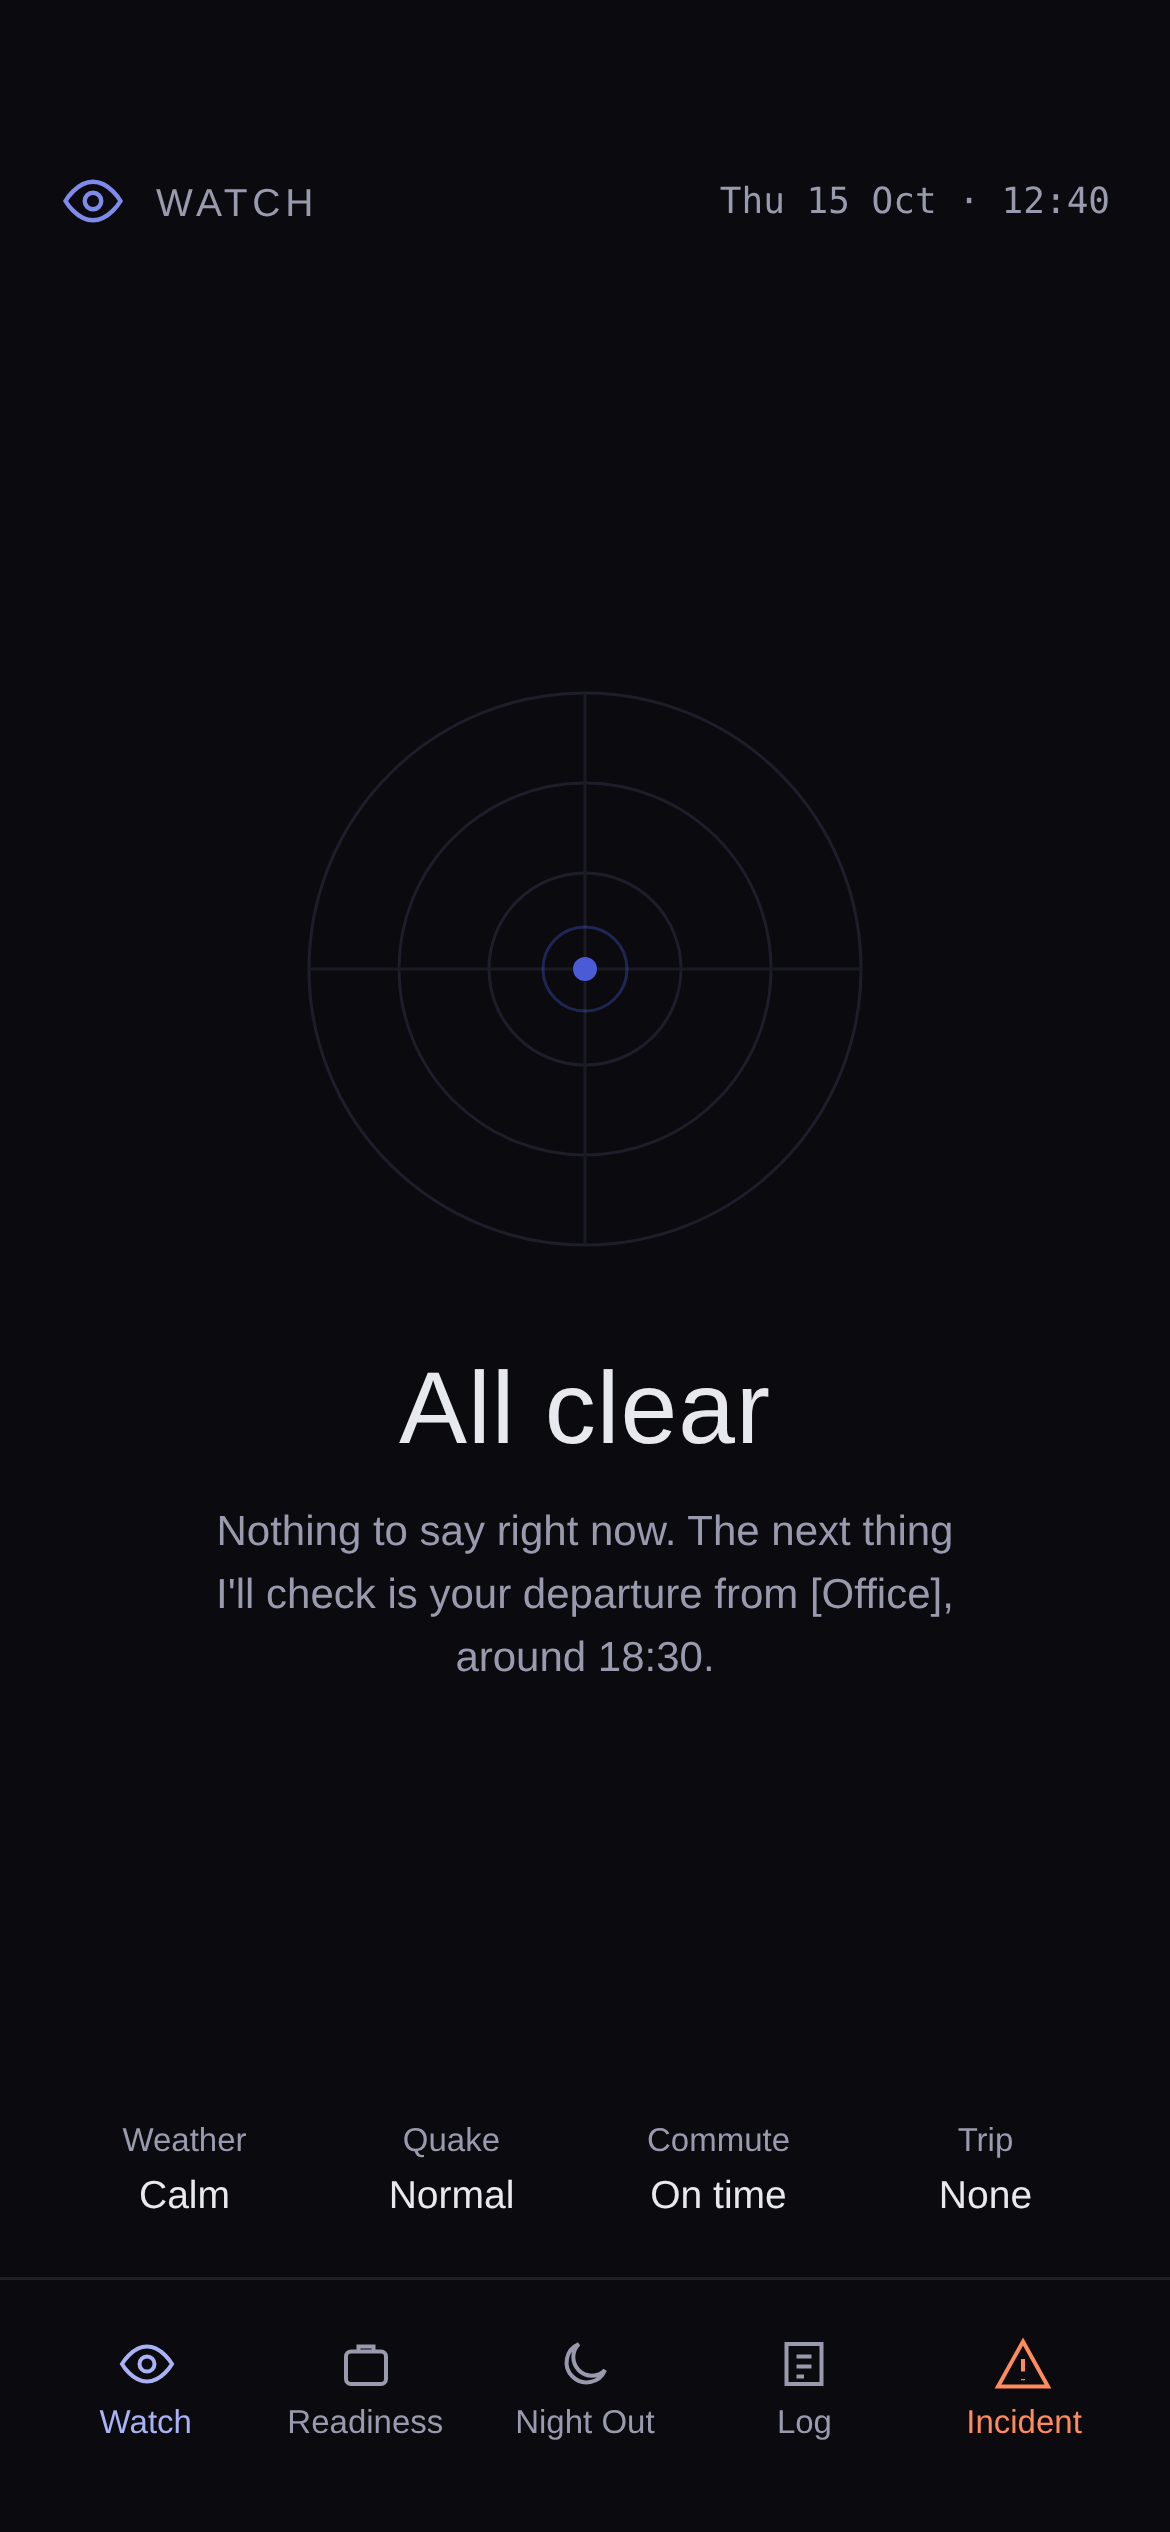 WATCH
Thu 15 Oct · 12:40
All clear
Nothing to say right now. The next thing
I'll check is your departure from [Office],
around 18:30.
Weather Quake Commute Trip
Calm Normal On time None
Watch Readiness Night Out Log Incident